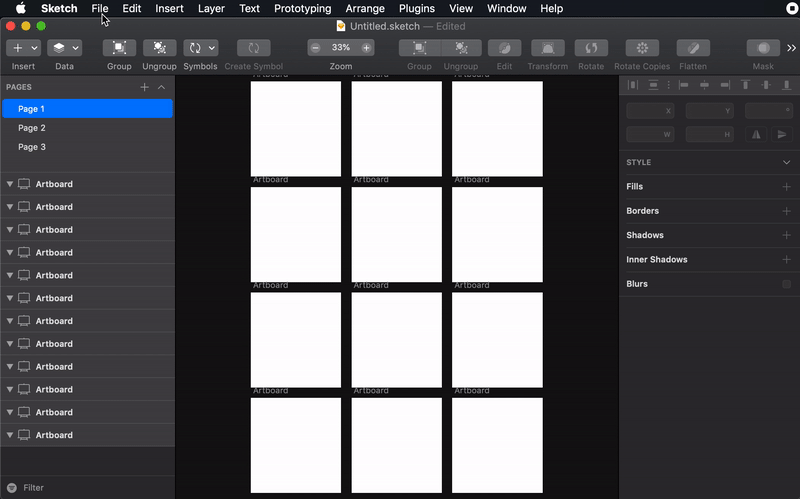 Sketch File Edit Insert Layer Text Prototyping Arrange Plugins View Window Help
Untitled.sketch — Edited
33%
Insert Data Group Ungroup Symbols Create Symbol Zoom Group Ungroup Edit Transform Rotate Rotate Copies Flatten Mask
PAGES
Page 1
Page 2
Page 3
Artboard
Artboard
Artboard
Artboard
Artboard
Artboard
Artboard
Artboard
Artboard
Artboard
Artboard
Artboard
Filter
Artboard Artboard Artboard
Artboard Artboard Artboard
Artboard Artboard Artboard
Artboard Artboard Artboard
X Y °
W H
STYLE
Fills
Borders
Shadows
Inner Shadows
Blurs